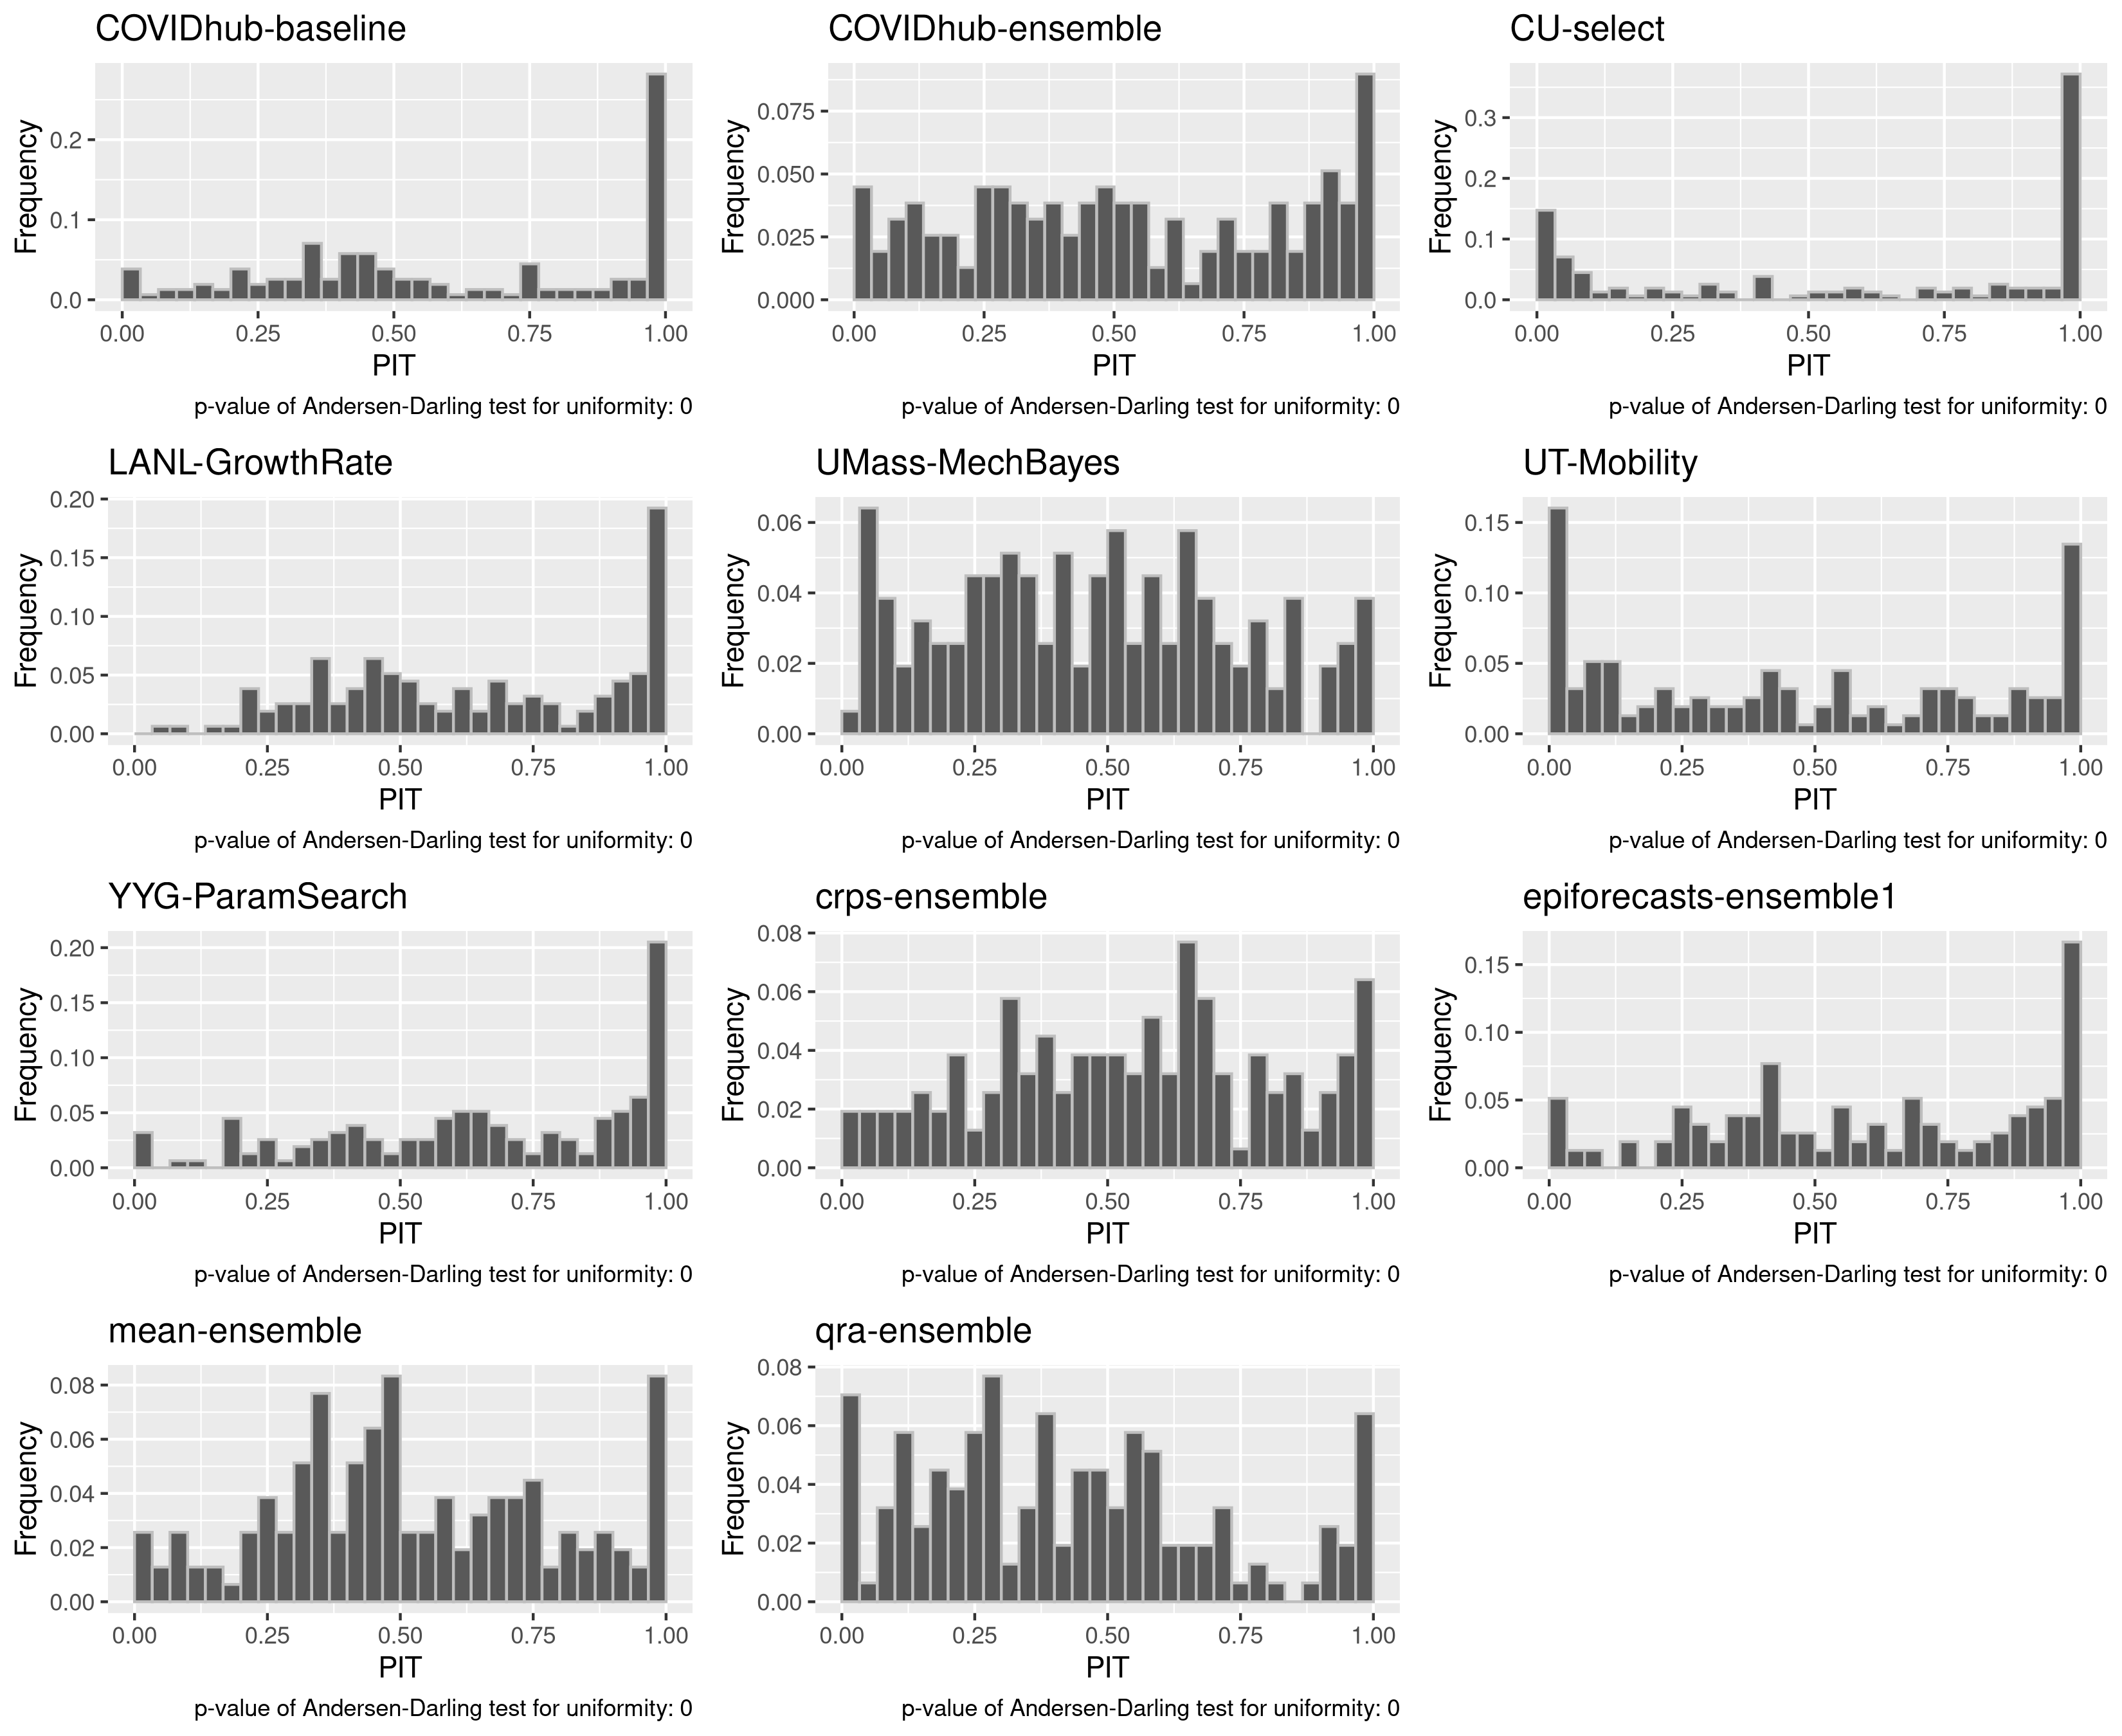 COVIDhub-baseline
Frequency
0.2
0.1
0.0
0.00 0.25 0.50 0.75 1.00
PIT
p-value of Andersen-Darling test for uniformity: 0
COVIDhub-ensemble
Frequency
0.075
0.050
0.025
0.000
0.00 0.25 0.50 0.75 1.00
PIT
p-value of Andersen-Darling test for uniformity: 0
CU-select
Frequency
0.3
0.2
0.1
0.0
0.00 0.25 0.50 0.75 1.00
PIT
p-value of Andersen-Darling test for uniformity: 0
LANL-GrowthRate
Frequency
0.20
0.15
0.10
0.05
0.00
0.00 0.25 0.50 0.75 1.00
PIT
p-value of Andersen-Darling test for uniformity: 0
UMass-MechBayes
Frequency
0.06
0.04
0.02
0.00
0.00 0.25 0.50 0.75 1.00
PIT
p-value of Andersen-Darling test for uniformity: 0
UT-Mobility
Frequency
0.15
0.10
0.05
0.00
0.00 0.25 0.50 0.75 1.00
PIT
p-value of Andersen-Darling test for uniformity: 0
YYG-ParamSearch
Frequency
0.20
0.15
0.10
0.05
0.00
0.00 0.25 0.50 0.75 1.00
PIT
p-value of Andersen-Darling test for uniformity: 0
crps-ensemble
Frequency
0.08
0.06
0.04
0.02
0.00
0.00 0.25 0.50 0.75 1.00
PIT
p-value of Andersen-Darling test for uniformity: 0
epiforecasts-ensemble1
Frequency
0.15
0.10
0.05
0.00
0.00 0.25 0.50 0.75 1.00
PIT
p-value of Andersen-Darling test for uniformity: 0
mean-ensemble
Frequency
0.08
0.06
0.04
0.02
0.00
0.00 0.25 0.50 0.75 1.00
PIT
p-value of Andersen-Darling test for uniformity: 0
qra-ensemble
Frequency
0.08
0.06
0.04
0.02
0.00
0.00 0.25 0.50 0.75 1.00
PIT
p-value of Andersen-Darling test for uniformity: 0